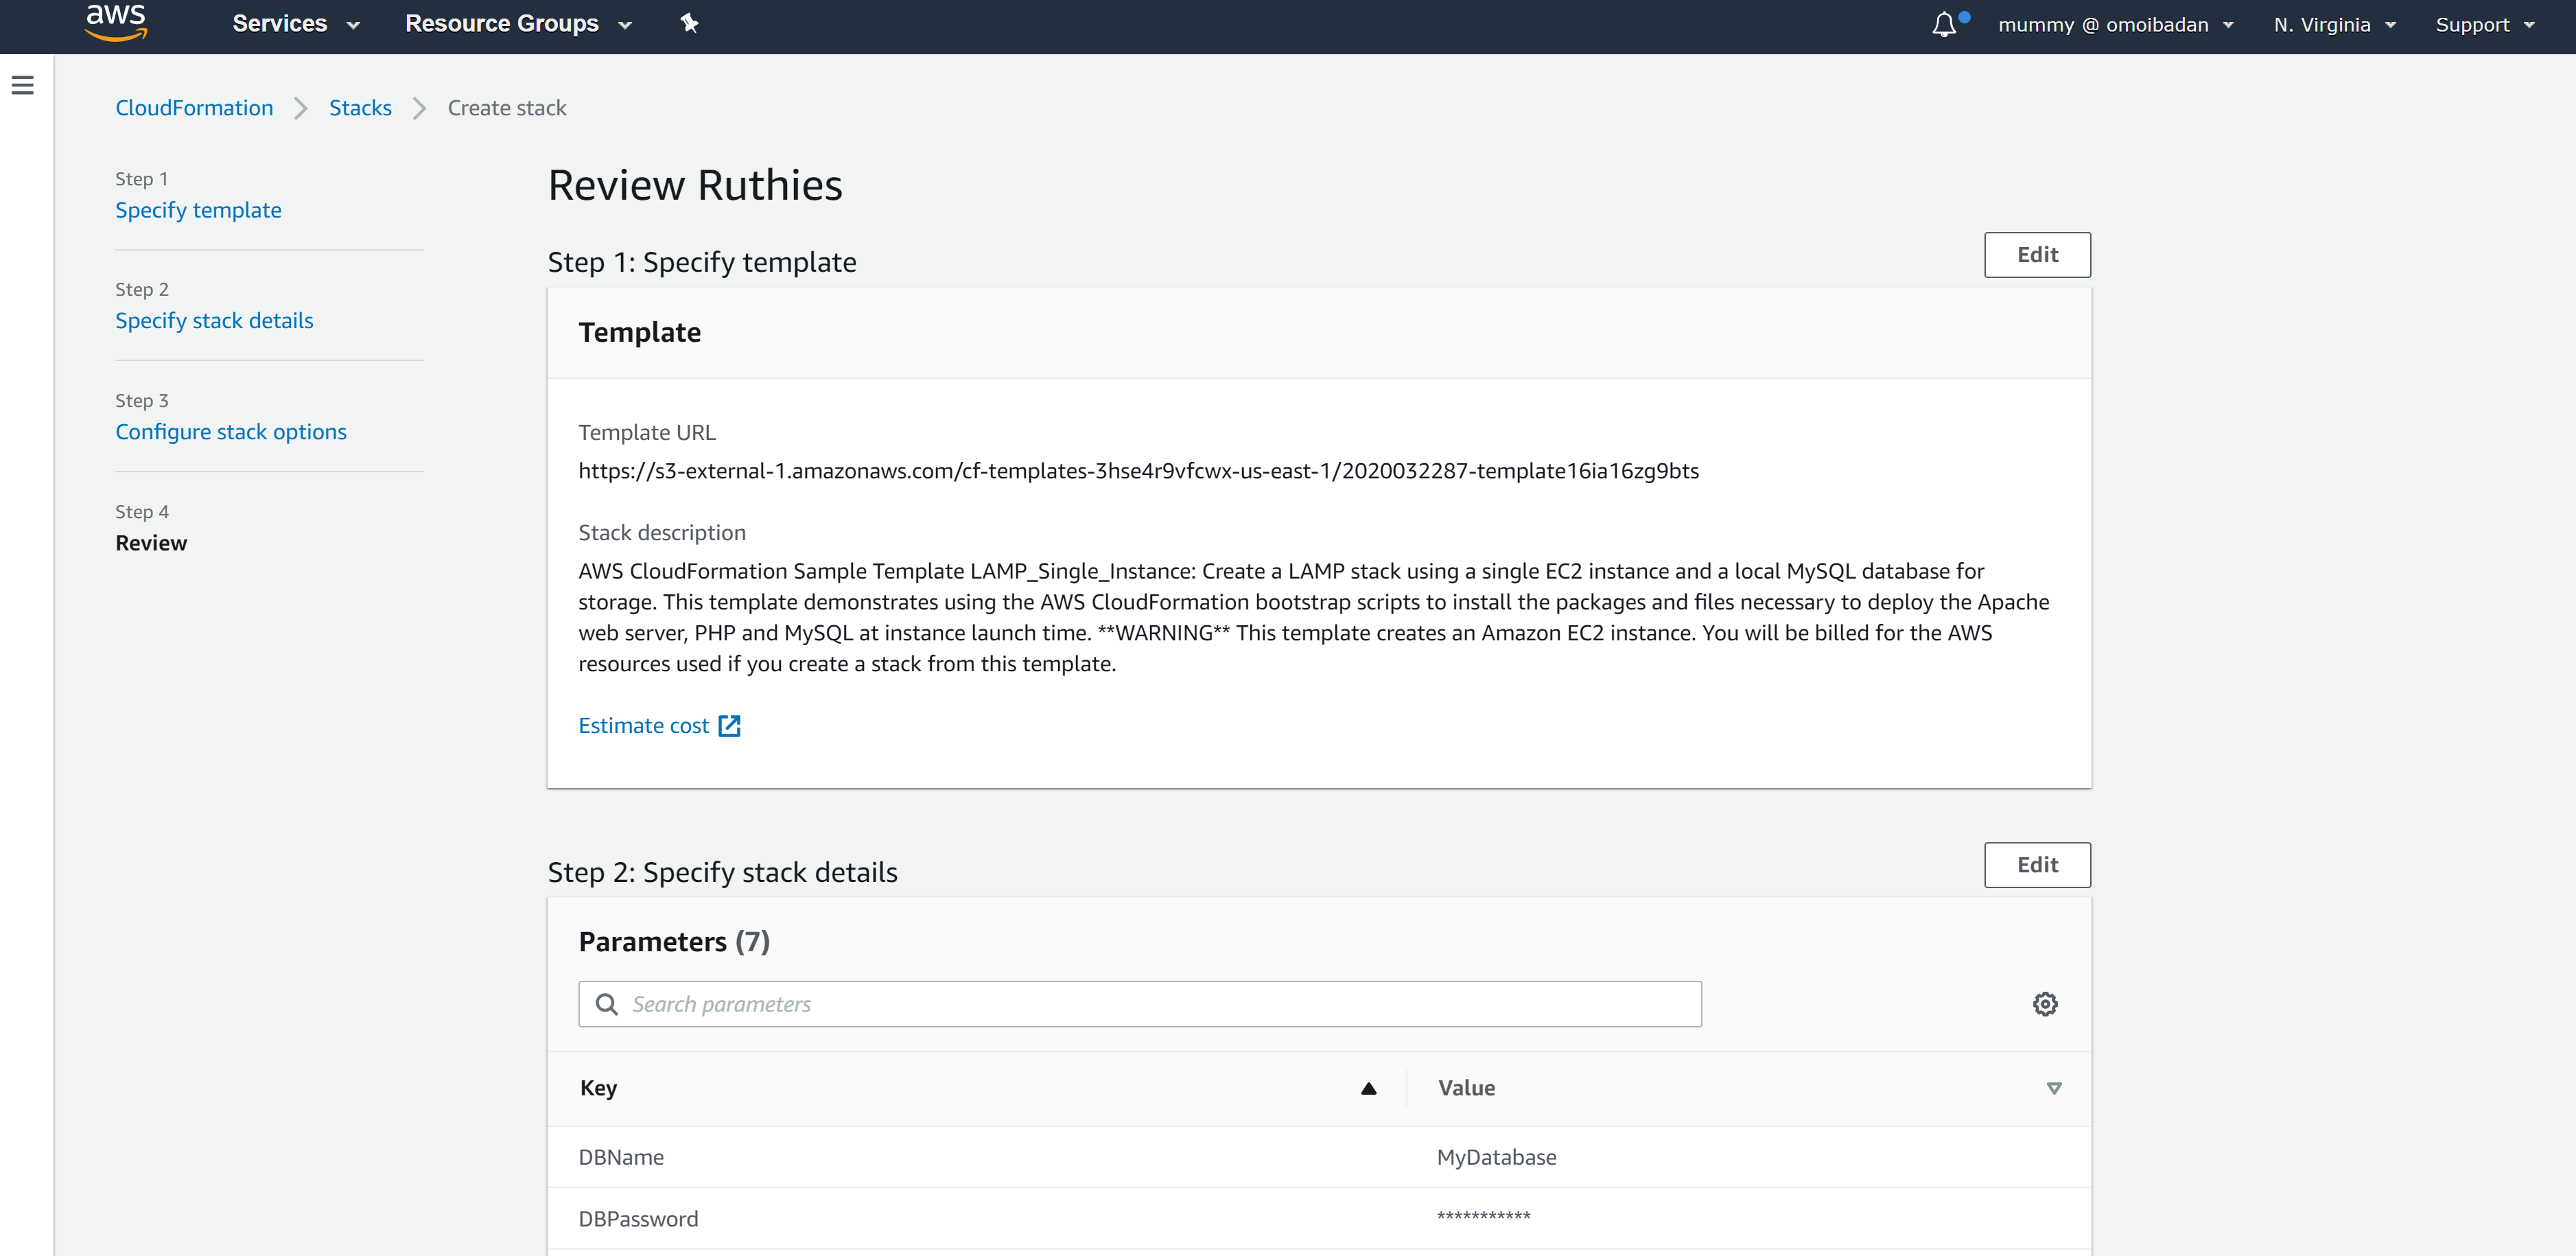 aws Services Resource Groups mummy @ omoibadan N. Virginia Support
CloudFormation Stacks Create stack
Step 1
Specify template
Step 2
Specify stack details
Step 3
Configure stack options
Step 4
Review
Review Ruthies
Step 1: Specify template
Edit
Template
Template URL
https://s3-external-1.amazonaws.com/cf-templates-3hse4r9vfcwx-us-east-1/2020032287-template16ia16zg9bts
Stack description
AWS CloudFormation Sample Template LAMP_Single_Instance: Create a LAMP stack using a single EC2 instance and a local MySQL database for
storage. This template demonstrates using the AWS CloudFormation bootstrap scripts to install the packages and files necessary to deploy the Apache
web server, PHP and MySQL at instance launch time. **WARNING** This template creates an Amazon EC2 instance. You will be billed for the AWS
resources used if you create a stack from this template.
Estimate cost
Step 2: Specify stack details
Edit
Parameters (7)
Search parameters
Key Value
DBName MyDatabase
DBPassword ***********